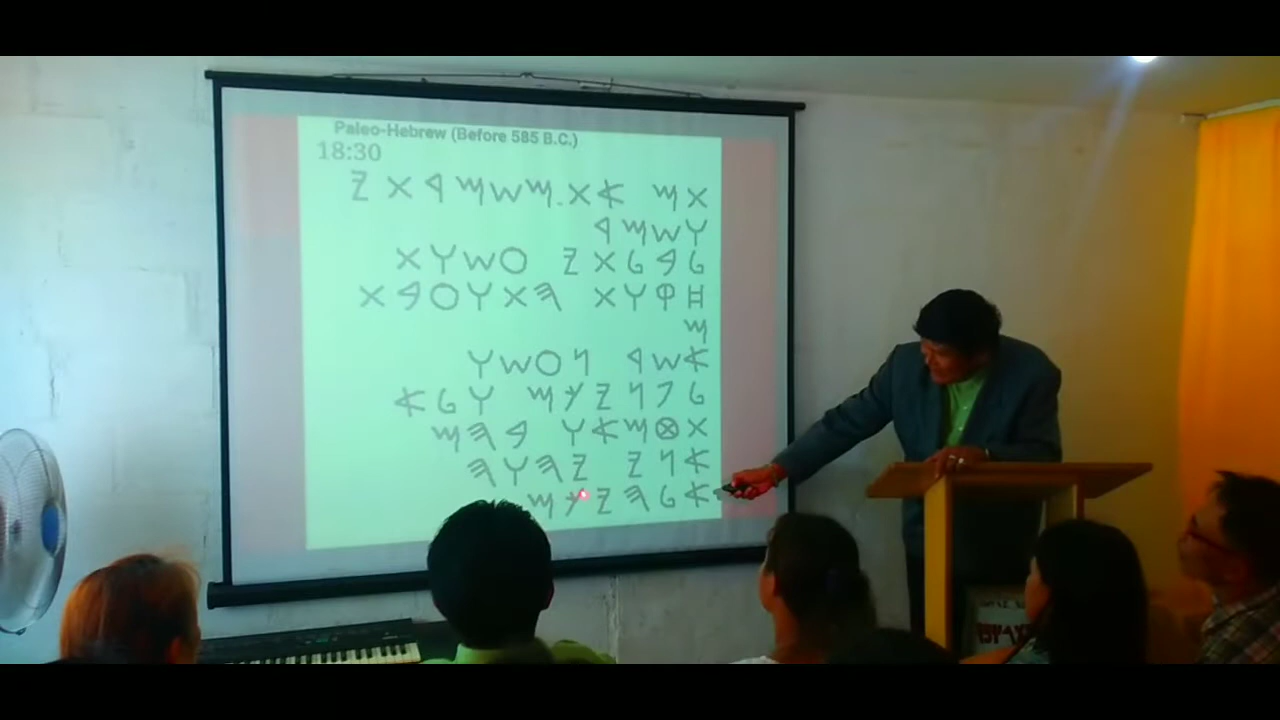 Paleo-Hebrew (Before 585 B.C.)
18:30
𐤕𐤌 𐤀𐤕-𐤌𐤔𐤌𐤓𐤕𐤉
𐤅𐤔𐤌𐤓
𐤋𐤁𐤋𐤕𐤉 𐤏𐤔𐤅𐤕
𐤇𐤒𐤅𐤕 𐤄𐤕𐤅𐤏𐤁𐤕
𐤌
𐤀𐤔𐤓 𐤍𐤏𐤔𐤅
𐤋𐤐𐤍𐤉𐤊𐤌 𐤅𐤋𐤀
𐤕𐤈𐤌𐤀𐤅 𐤁𐤄𐤌
𐤀𐤍𐤉 𐤉𐤄𐤅𐤄
𐤀𐤋𐤄𐤉𐤊𐤌